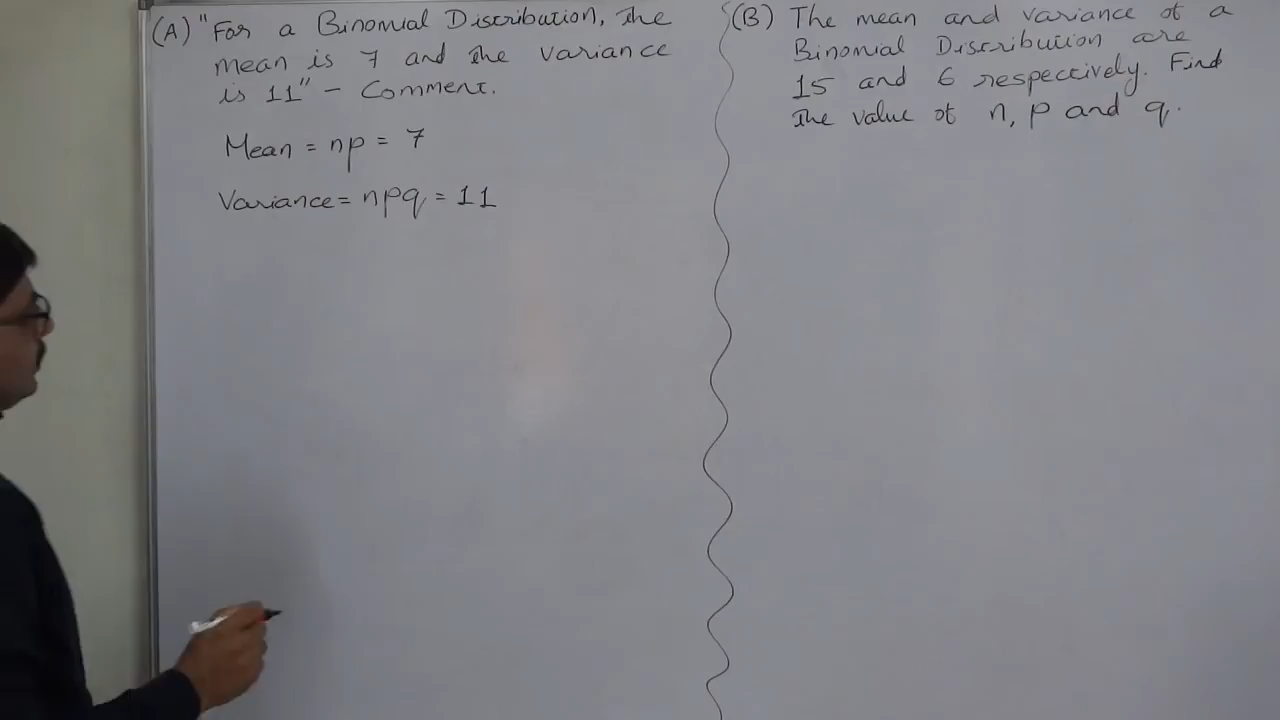 (A) "For a Binomial Distribution, the
mean is 7 and the variance
is 11" - Comment.
Mean = np = 7
Variance = npq = 11
(B) The mean and variance of a
Binomial Distribution are
15 and 6 respectively. Find
the value of n, p and q.